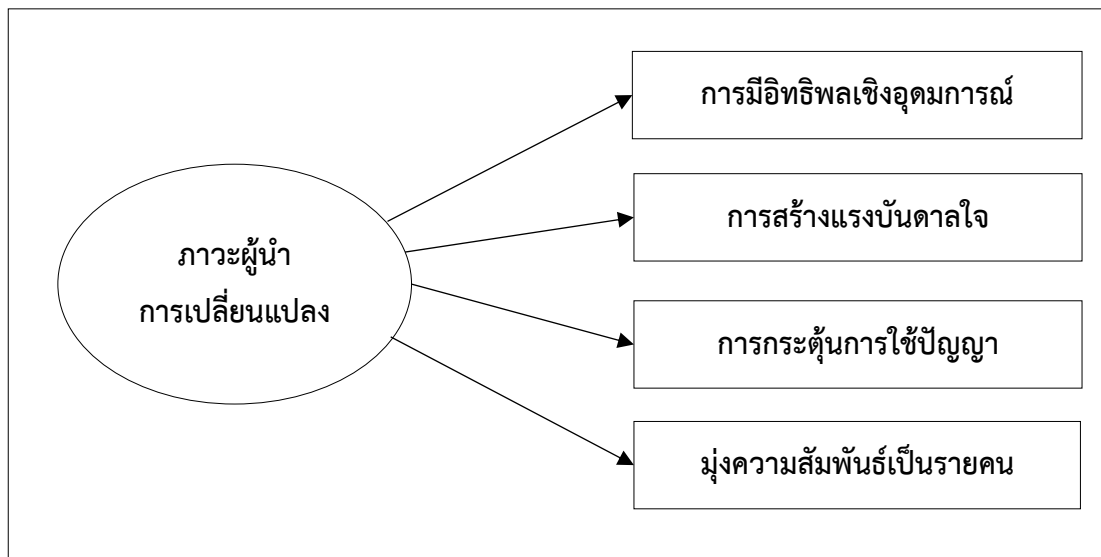 การมีอิทธิพลเชิงอุดมการณ์
การสร้างแรงบันดาลใจ
ภาวะผู้นำ
การเปลี่ยนแปลง
การกระตุ้นการใช้ปัญญา
มุ่งความสัมพันธ์เป็นรายคน